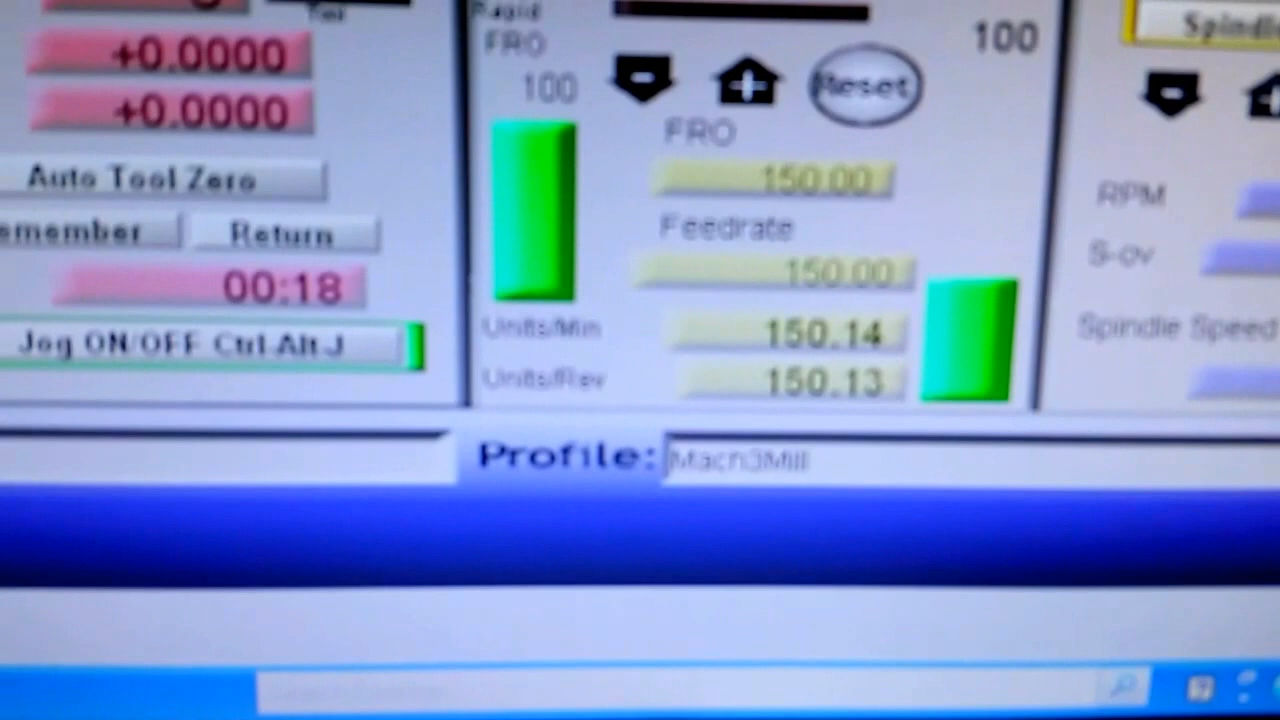 Rapid
FRO
100
100
+0.0000
+0.0000
Reset
FRO
150.00
Feedrate
150.00
Auto Tool Zero
emember
Return
00:18
Jog ON/OFF Ctrl-Alt-J
Units/Min
150.14
Units/Rev
150.13
Spindle
RPM
S-ov
Spindle Speed
Profile:
Mach3Mill